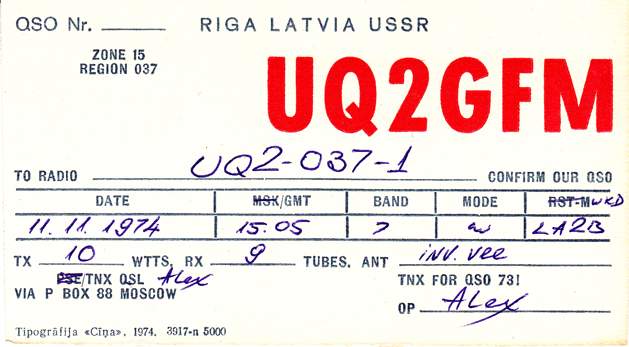 QSO Nr. RIGA LATVIA USSR
ZONE 15
REGION 037
UQ2GFM
TO RADIO UQ2-037-1 CONFIRM OUR QSO
DATE MSK/GMT BAND MODE RST-M WKD
11.11.1974 15.05 7 LA2B
TX 10 WTTS, RX 9 TUBES. ANT inv. vee
PSE/TNX QSL Alex TNX FOR QSO 73!
VIA P BOX 88 MOSCOW OP Alex
Tipogrāfija «Cīņa». 1974. 3917-n 5000